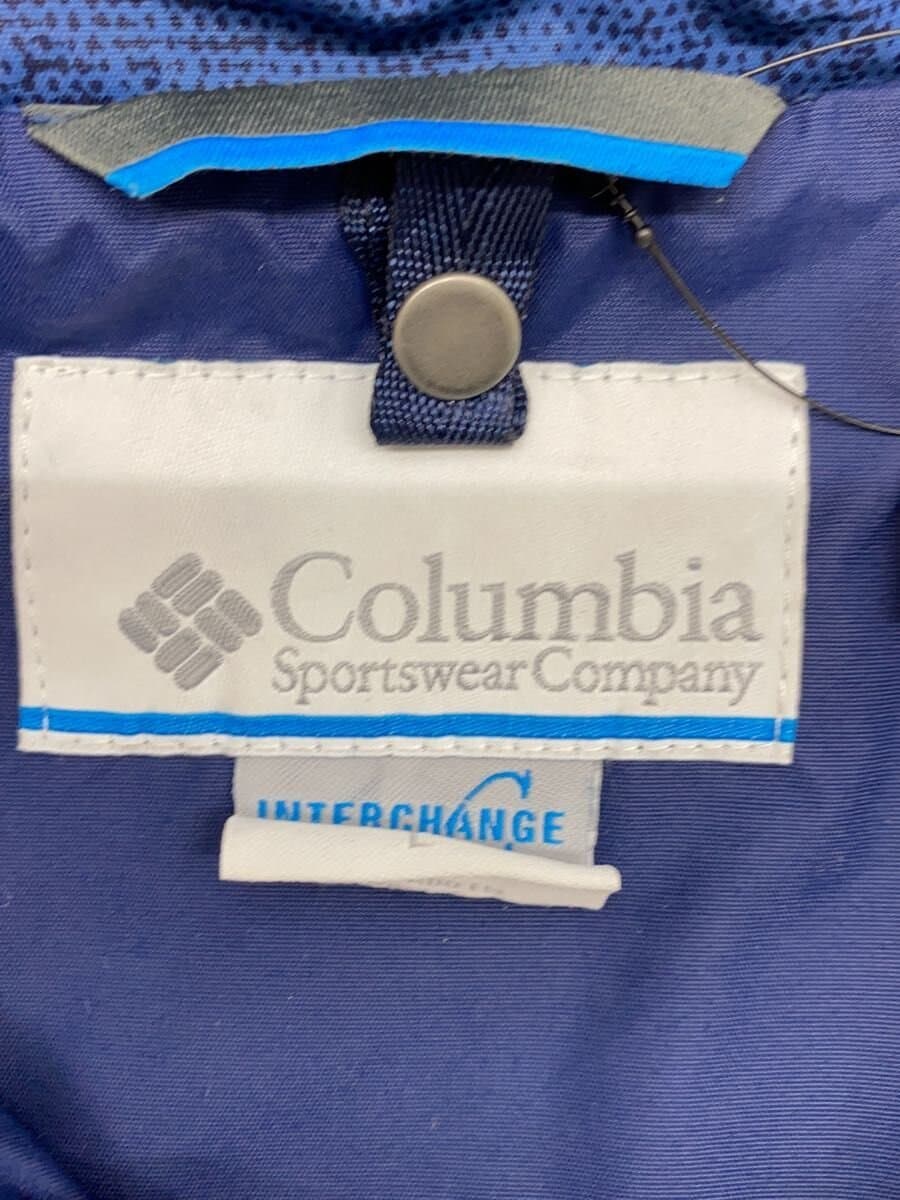 Columbia
Sportswear Company
INTERCHANGE